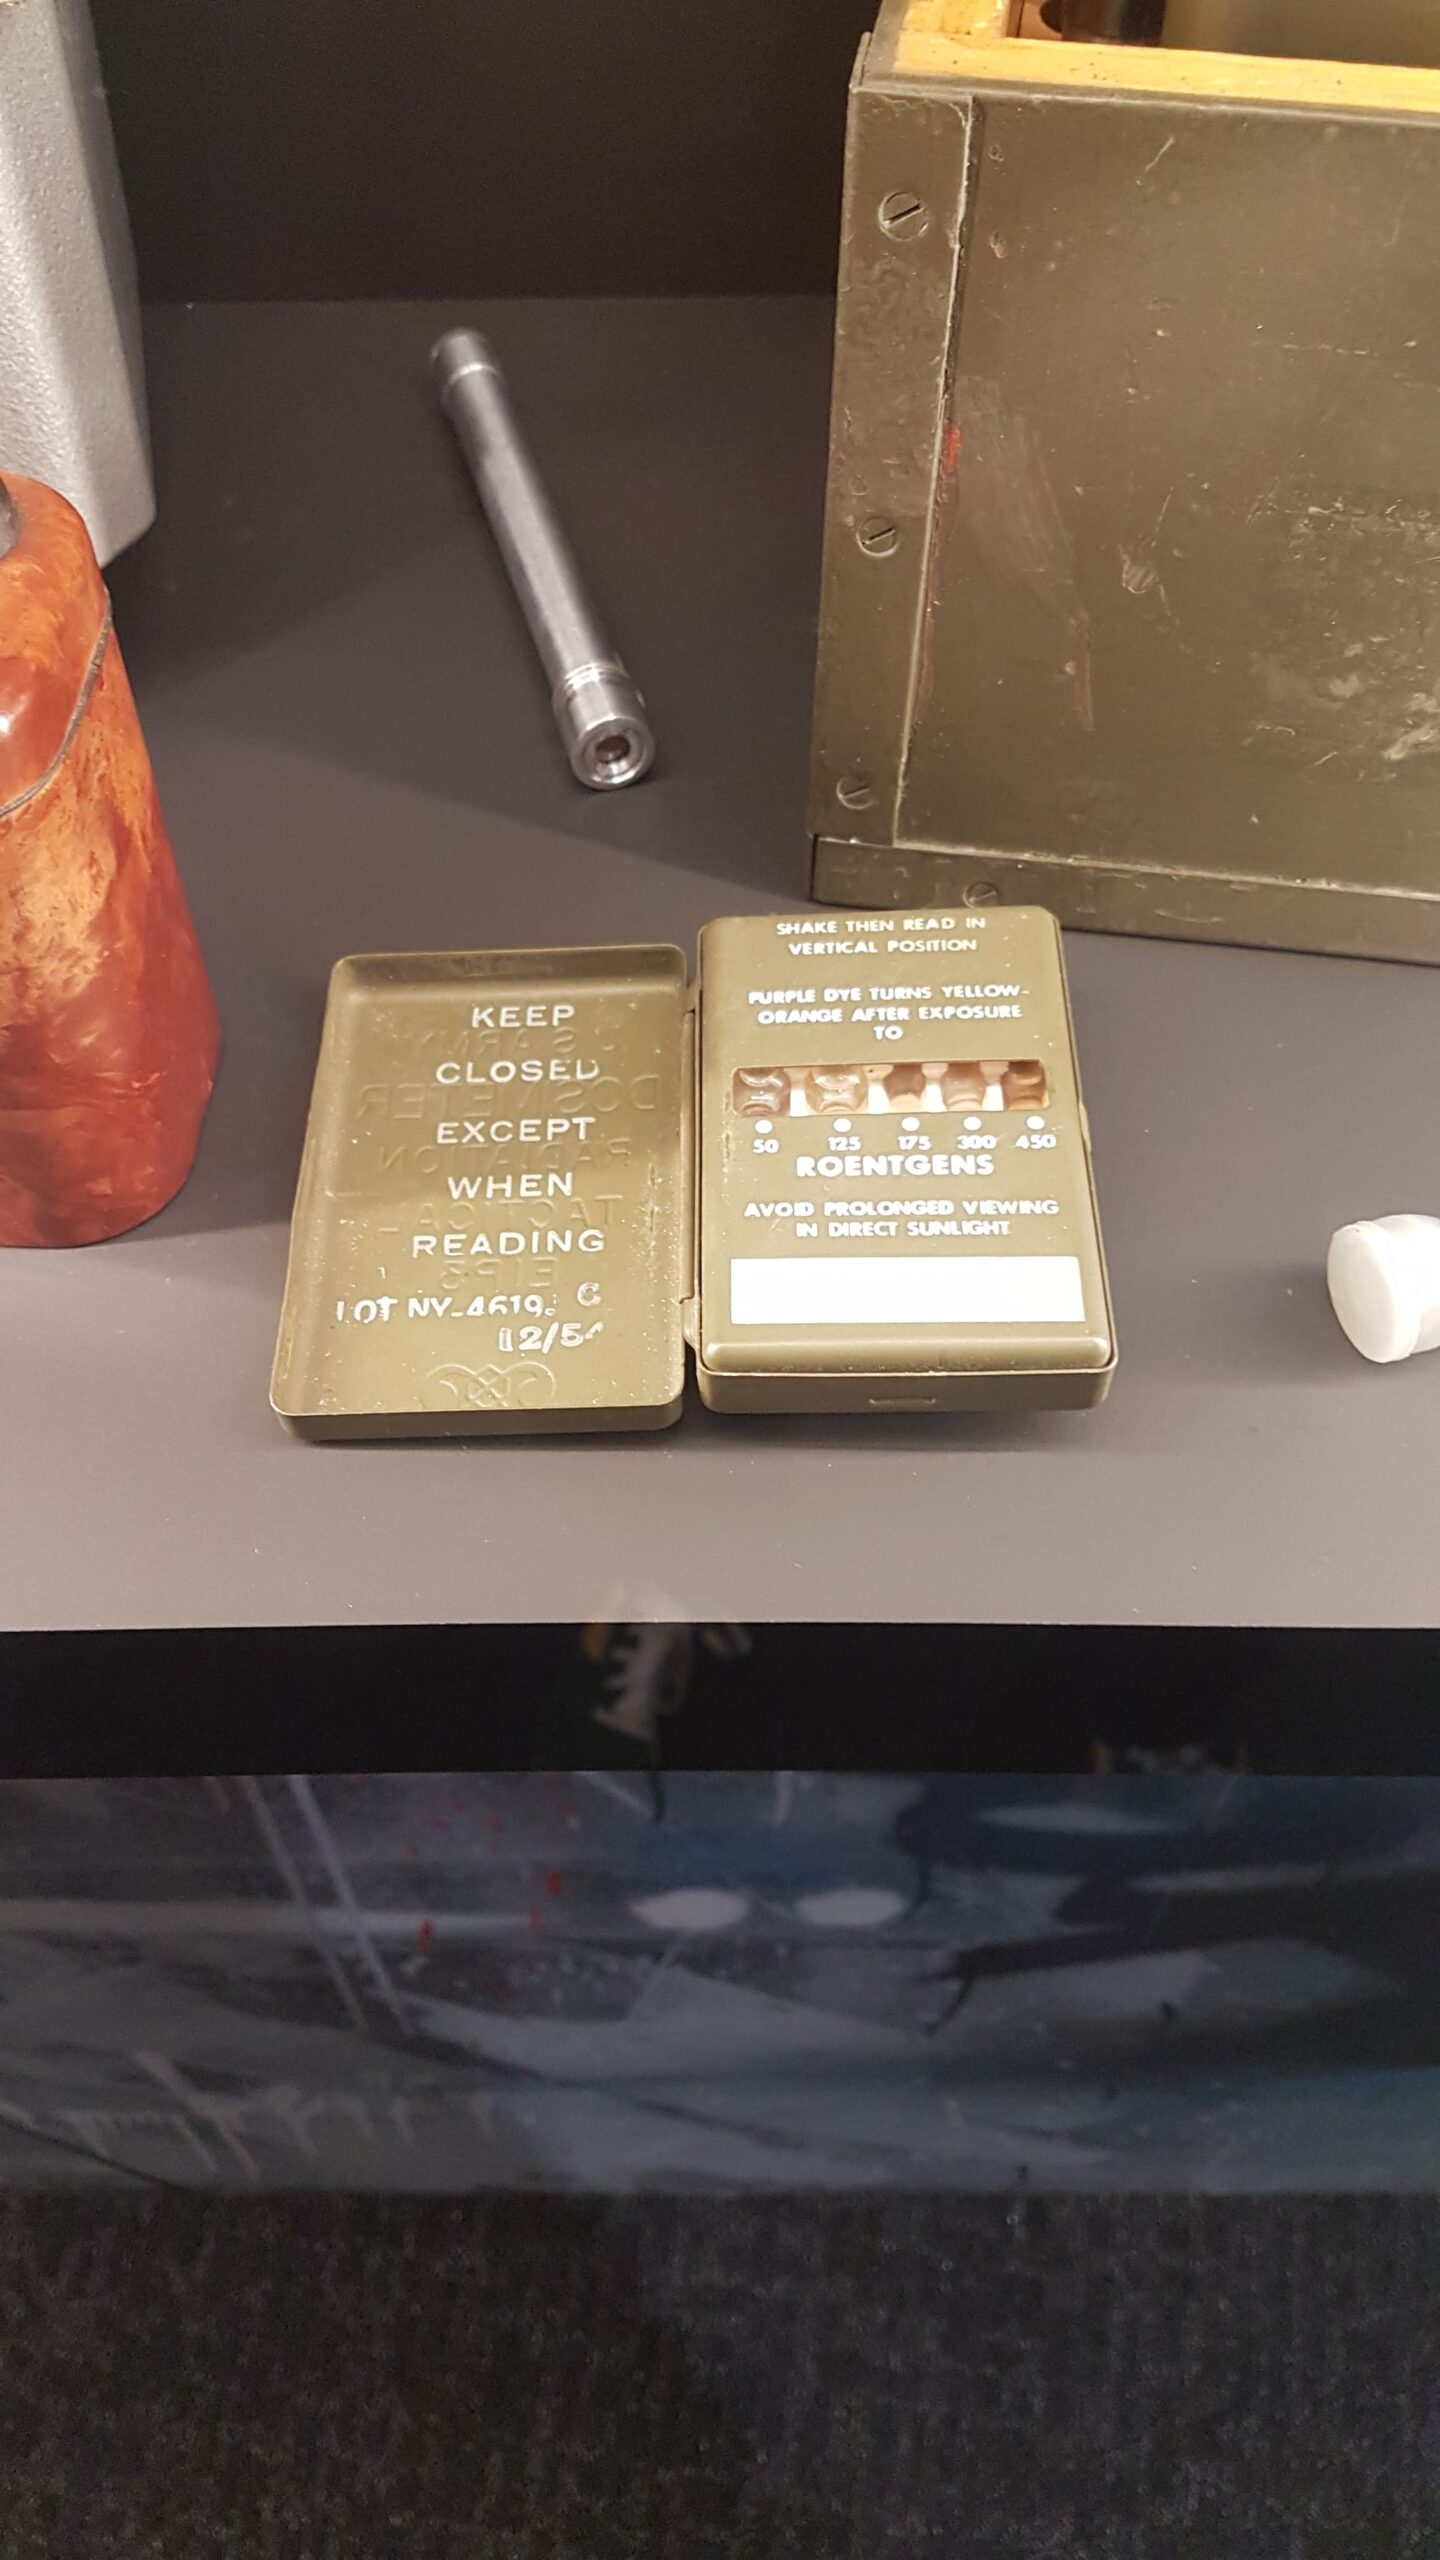 KEEP
CLOSED
EXCEPT
WHEN
READING
LOT NY-4619.
12/54
SHAKE THEN READ IN
VERTICAL POSITION
PURPLE DYE TURNS YELLOW-
ORANGE AFTER EXPOSURE
TO
50 125 175 300 450
ROENTGENS
AVOID PROLONGED VIEWING
IN DIRECT SUNLIGHT